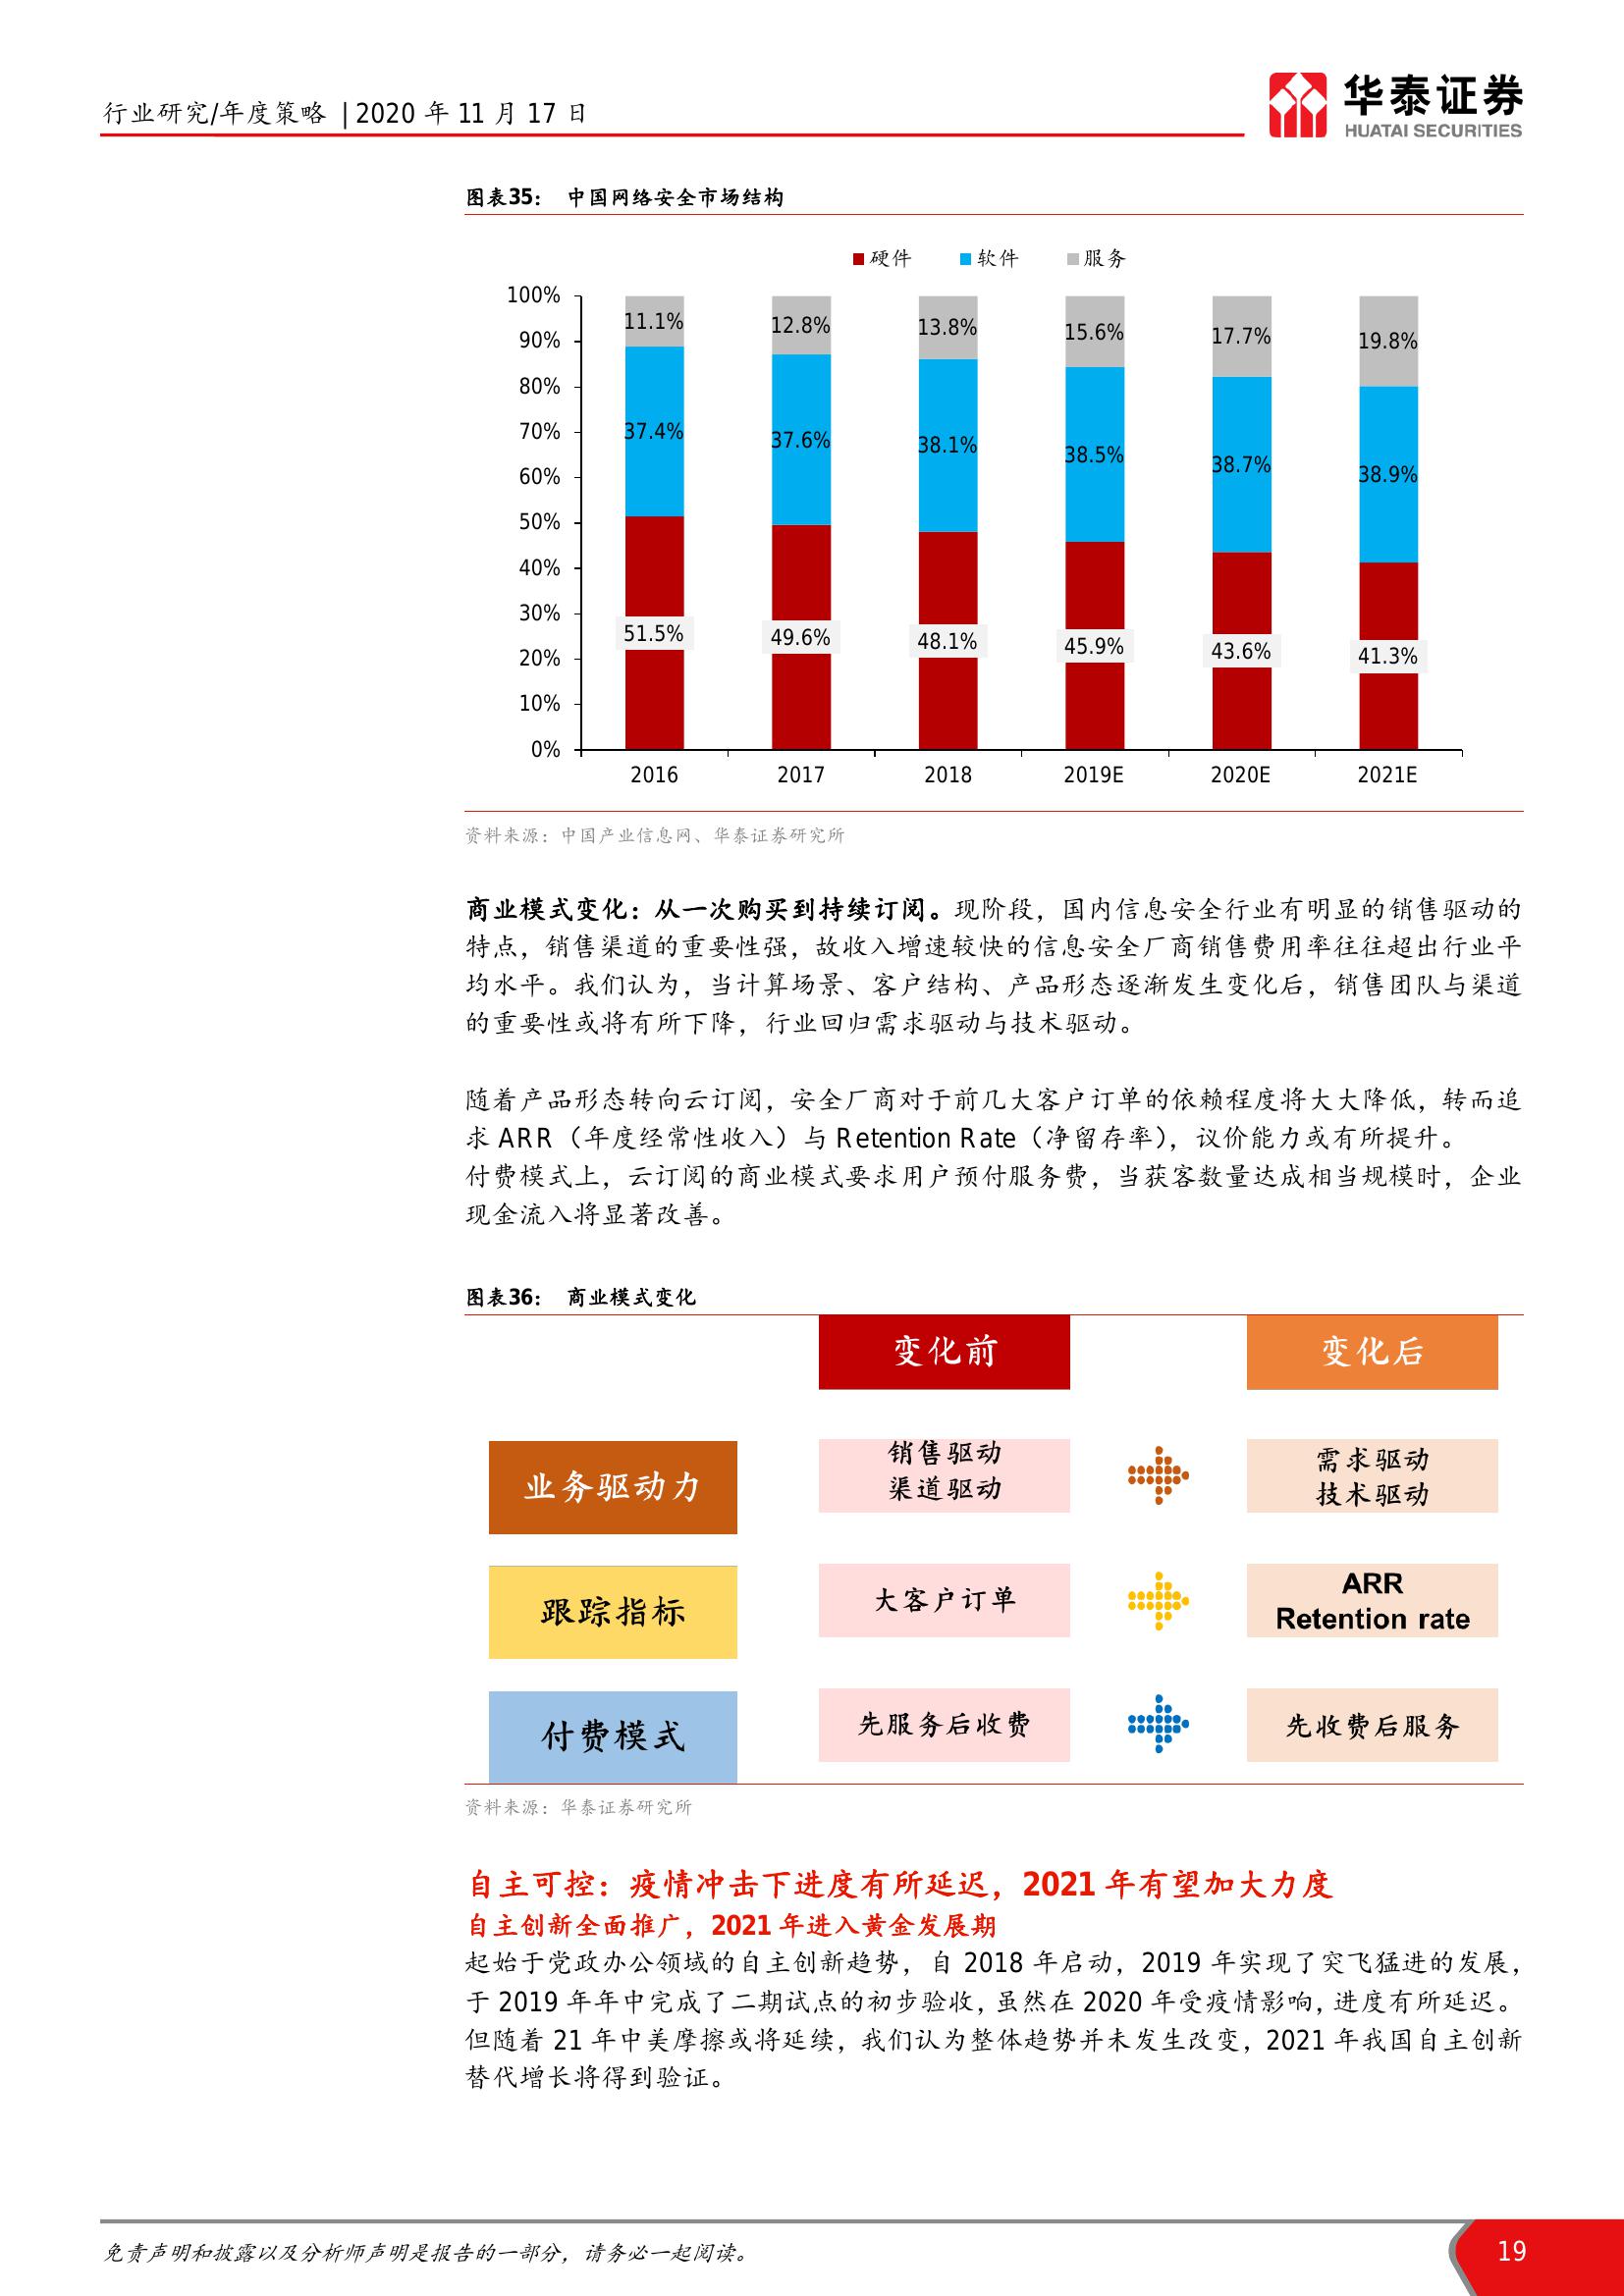 行业研究/年度策略 | 2020 年 11 月 17 日
华泰证券
HUATAI SECURITIES
图表35： 中国网络安全市场结构
硬件 软件 服务
100%
90%
80%
70%
60%
50%
40%
30%
20%
10%
0%
11.1% 12.8% 13.8% 15.6% 17.7% 19.8%
37.4% 37.6% 38.1% 38.5% 38.7% 38.9%
51.5% 49.6% 48.1% 45.9% 43.6% 41.3%
2016 2017 2018 2019E 2020E 2021E
资料来源：中国产业信息网、华泰证券研究所
商业模式变化：从一次购买到持续订阅。现阶段，国内信息安全行业有明显的销售驱动的
特点，销售渠道的重要性强，故收入增速较快的信息安全厂商销售费用率往往超出行业平
均水平。我们认为，当计算场景、客户结构、产品形态逐渐发生变化后，销售团队与渠道
的重要性或将有所下降，行业回归需求驱动与技术驱动。
随着产品形态转向云订阅，安全厂商对于前几大客户订单的依赖程度将大大降低，转而追
求 ARR（年度经常性收入）与 Retention Rate（净留存率），议价能力或有所提升。
付费模式上，云订阅的商业模式要求用户预付服务费，当获客数量达成相当规模时，企业
现金流入将显著改善。
图表36： 商业模式变化
变化前 变化后
业务驱动力
销售驱动
渠道驱动
需求驱动
技术驱动
跟踪指标
大客户订单
ARR
Retention rate
付费模式
先服务后收费
先收费后服务
资料来源：华泰证券研究所
自主可控：疫情冲击下进度有所延迟，2021 年有望加大力度
自主创新全面推广，2021 年进入黄金发展期
起始于党政办公领域的自主创新趋势，自 2018 年启动，2019 年实现了突飞猛进的发展，
于 2019 年年中完成了二期试点的初步验收，虽然在 2020 年受疫情影响，进度有所延迟。
但随着 21 年中美摩擦或将延续，我们认为整体趋势并未发生改变，2021 年我国自主创新
替代增长将得到验证。
免责声明和披露以及分析师声明是报告的一部分，请务必一起阅读。
19